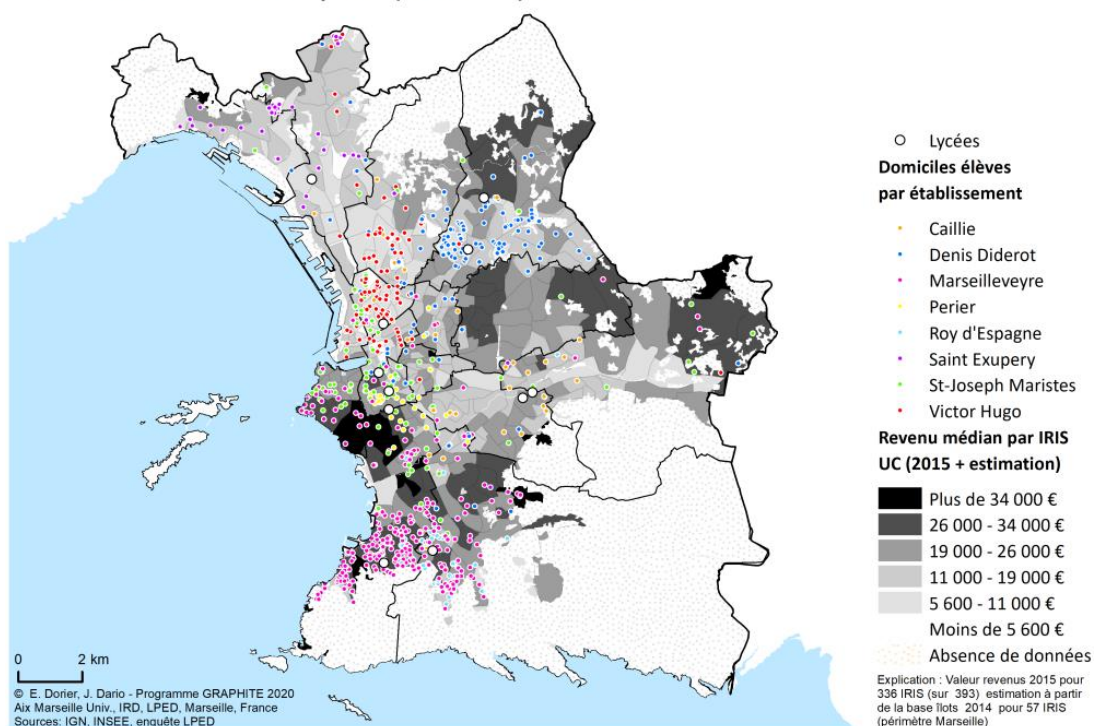 Lycées
Domiciles élèves
par établissement
Caillie
Denis Diderot
Marseilleveyre
Perier
Roy d'Espagne
Saint Exupery
St-Joseph Maristes
Victor Hugo
Revenu médian par IRIS
UC (2015 + estimation)
Plus de 34 000 €
26 000 - 34 000 €
19 000 - 26 000 €
11 000 - 19 000 €
5 600 - 11 000 €
Moins de 5 600 €
Absence de données
Explication : Valeur revenus 2015 pour
336 IRIS (sur 393) estimation à partir
de la base îlots 2014 pour 57 IRIS
(périmètre Marseille)
0 2 km
© E. Dorier, J. Dario - Programme GRAPHITE 2020
Aix Marseille Univ., IRD, LPED, Marseille, France
Sources: IGN, INSEE, enquête LPED